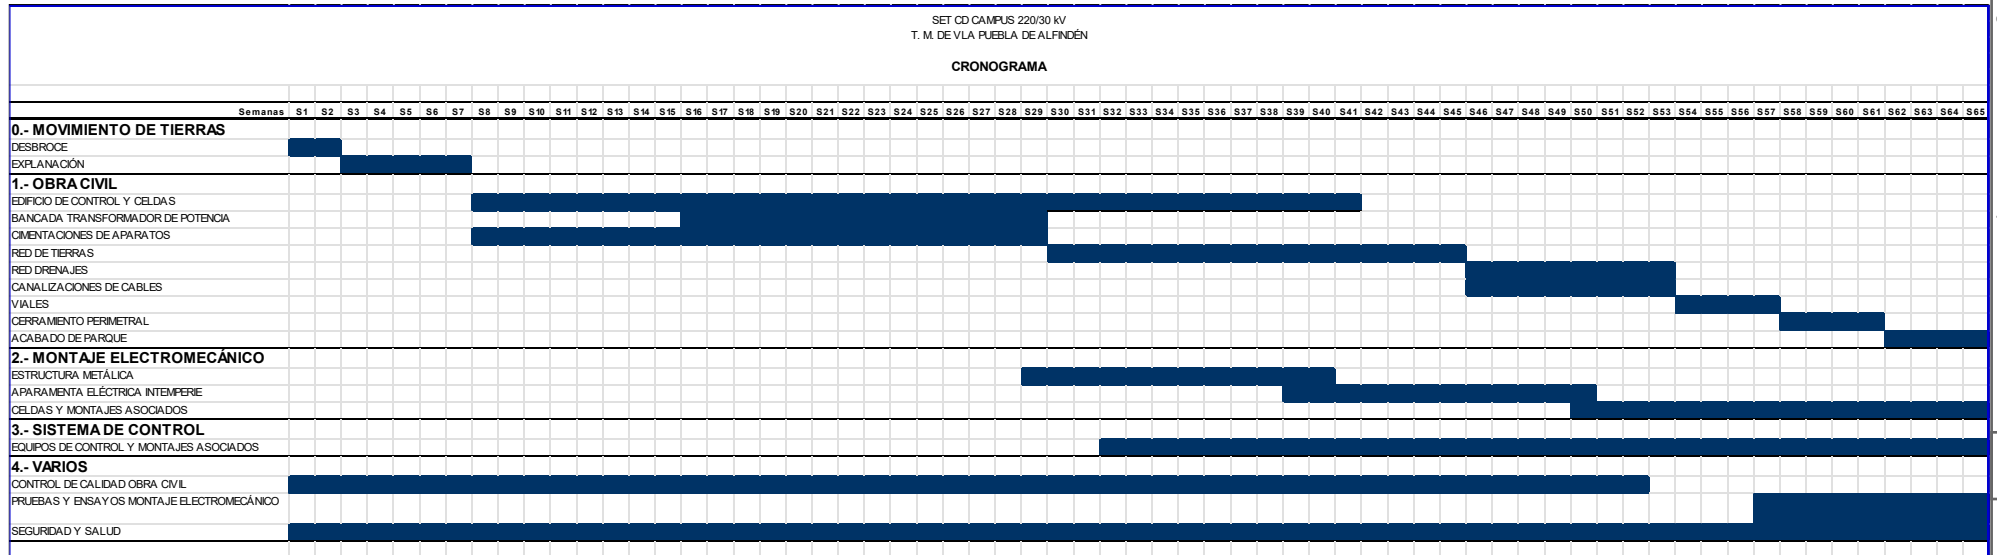 SET CD CAMPUS 220/30 kV
T. M. DE VLA PUEBLA DE ALFINDÉN
CRONOGRAMA
Semanas S1 S2 S3 S4 S5 S6 S7 S8 S9 S10 S11 S12 S13 S14 S15 S16 S17 S18 S19 S20 S21 S22 S23 S24 S25 S26 S27 S28 S29 S30 S31 S32 S33 S34 S35 S36 S37 S38 S39 S40 S41 S42 S43 S44 S45 S46 S47 S48 S49 S50 S51 S52 S53 S54 S55 S56 S57 S58 S59 S60 S61 S62 S63 S64 S65
0.- MOVIMIENTO DE TIERRAS
DESBROCE
EXPLANACIÓN
1.- OBRA CIVIL
EDIFICIO DE CONTROL Y CELDAS
BANCADA TRANSFORMADOR DE POTENCIA
CIMENTACIONES DE APARATOS
RED DE TIERRAS
RED DRENAJES
CANALIZACIONES DE CABLES
VIALES
CERRAMIENTO PERIMETRAL
ACABADO DE PARQUE
2.- MONTAJE ELECTROMECÁNICO
ESTRUCTURA METÁLICA
APARAMENTA ELÉCTRICA INTEMPERIE
CELDAS Y MONTAJES ASOCIADOS
3.- SISTEMA DE CONTROL
EQUIPOS DE CONTROL Y MONTAJES ASOCIADOS
4.- VARIOS
CONTROL DE CALIDAD OBRA CIVIL
PRUEBAS Y ENSAYOS MONTAJE ELECTROMECÁNICO
SEGURIDAD Y SALUD